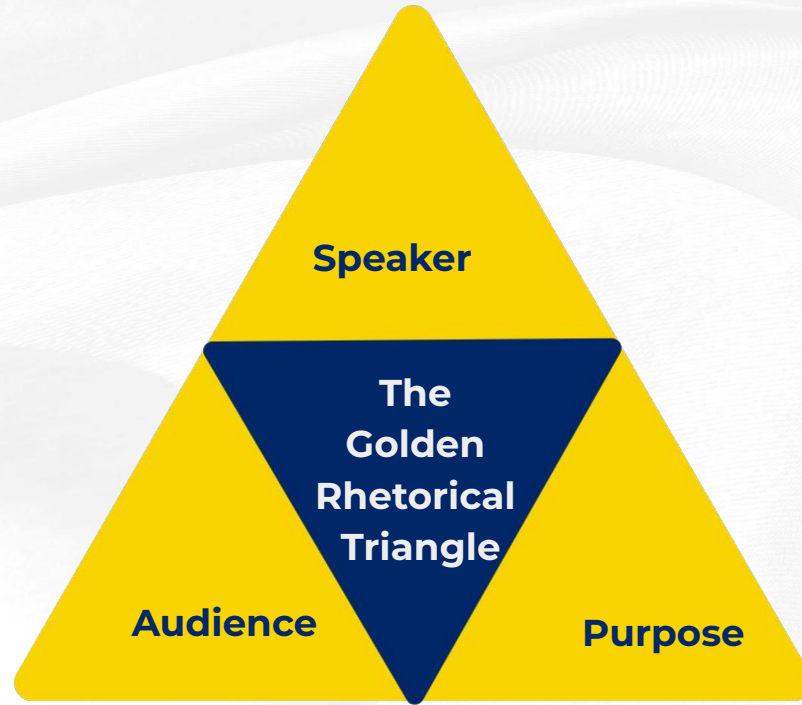 Speaker
The
Golden
Rhetorical
Triangle
Audience
Purpose